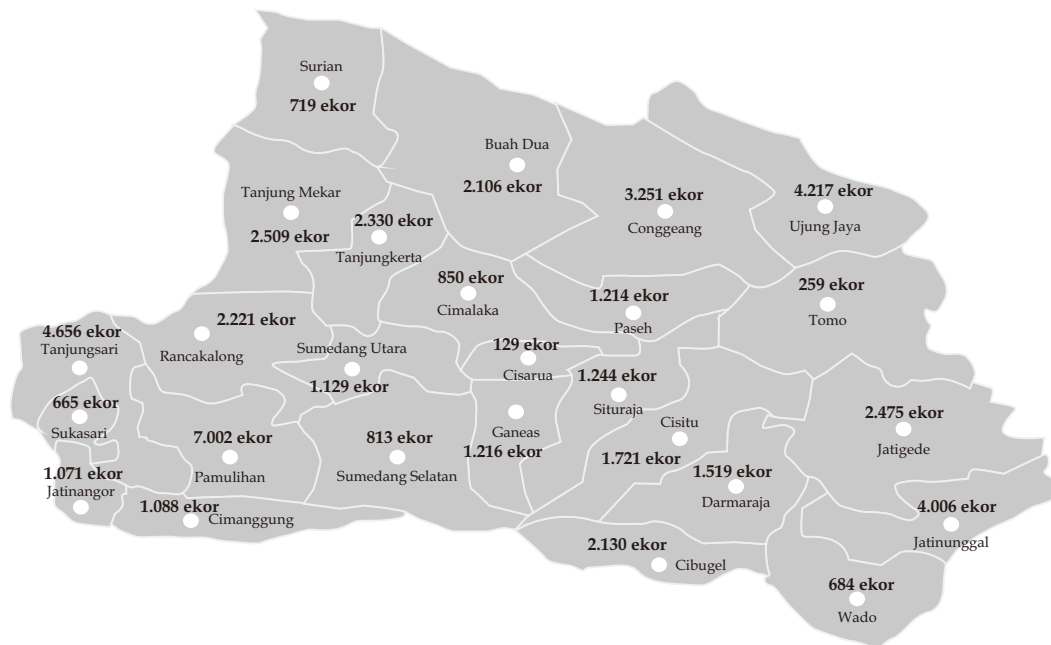 Surian
719 ekor
Buah Dua
2.106 ekor
Tanjung Mekar
2.509 ekor
2.330 ekor
Tanjungkerta
3.251 ekor
Conggeang
4.217 ekor
Ujung Jaya
850 ekor
Cimalaka
1.214 ekor
Paseh
259 ekor
Tomo
4.656 ekor
Tanjungsari
2.221 ekor
Rancakalong
Sumedang Utara
1.129 ekor
129 ekor
Cisarua
1.244 ekor
Situraja
665 ekor
Sukasari
7.002 ekor
Pamulihan
813 ekor
Sumedang Selatan
Ganeas
1.216 ekor
Cisitu
1.721 ekor
2.475 ekor
Jatigede
1.519 ekor
Darmaraja
1.071 ekor
Jatinangor
1.088 ekor
Cimanggung
4.006 ekor
Jatinunggal
2.130 ekor
Cibugel
684 ekor
Wado